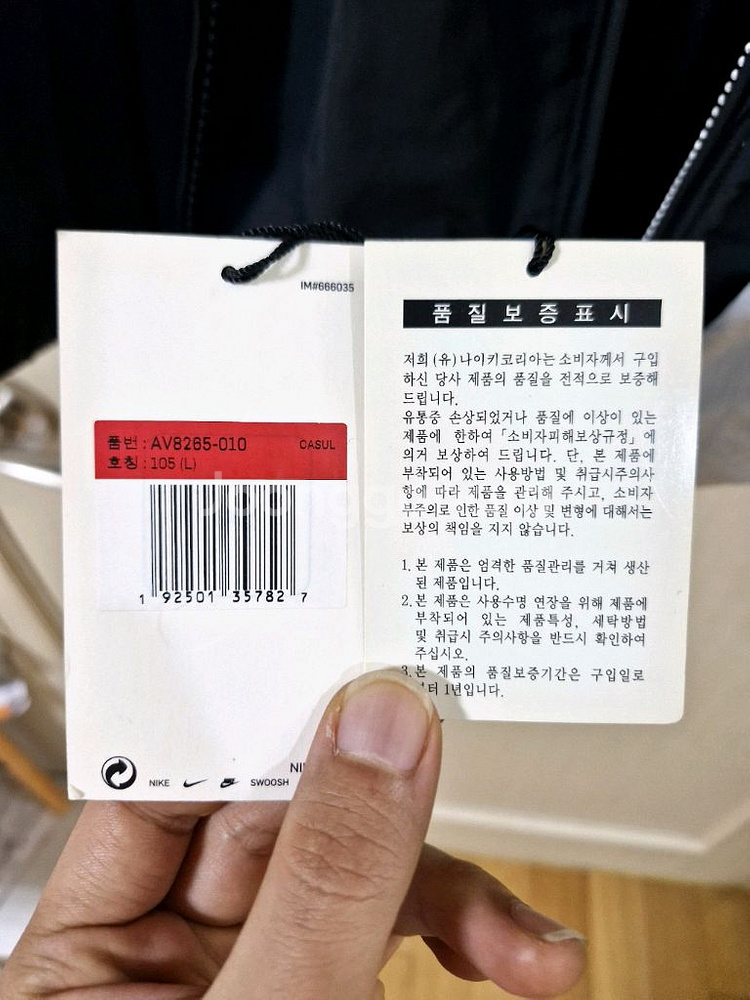 IM#666035
품번 : AV8265-010 CASUL
호칭 : 105 (L)
1 92501 35782 7
NIKE SWOOSH
품질보증표시
저희 (유)나이키코리아는 소비자께서 구입
하신 당사 제품의 품질을 전적으로 보증해
드립니다.
유통중 손상되었거나 품질에 이상이 있는
제품에 한하여 「소비자피해보상규정」에
의거 보상하여 드립니다. 단, 본 제품에
부착되어 있는 사용방법 및 취급시주의사
항에 따라 제품을 관리해 주시고, 소비자
부주의로 인한 품질 이상 및 변형에 대해서는
보상의 책임을 지지 않습니다.
1. 본 제품은 엄격한 품질관리를 거쳐 생산
된 제품입니다.
2. 본 제품은 사용수명 연장을 위해 제품에
부착되어 있는 제품특성, 세탁방법
및 취급시 주의사항을 반드시 확인하여
주십시오.
3. 본 제품의 품질보증기간은 구입일로
터 1년입니다.